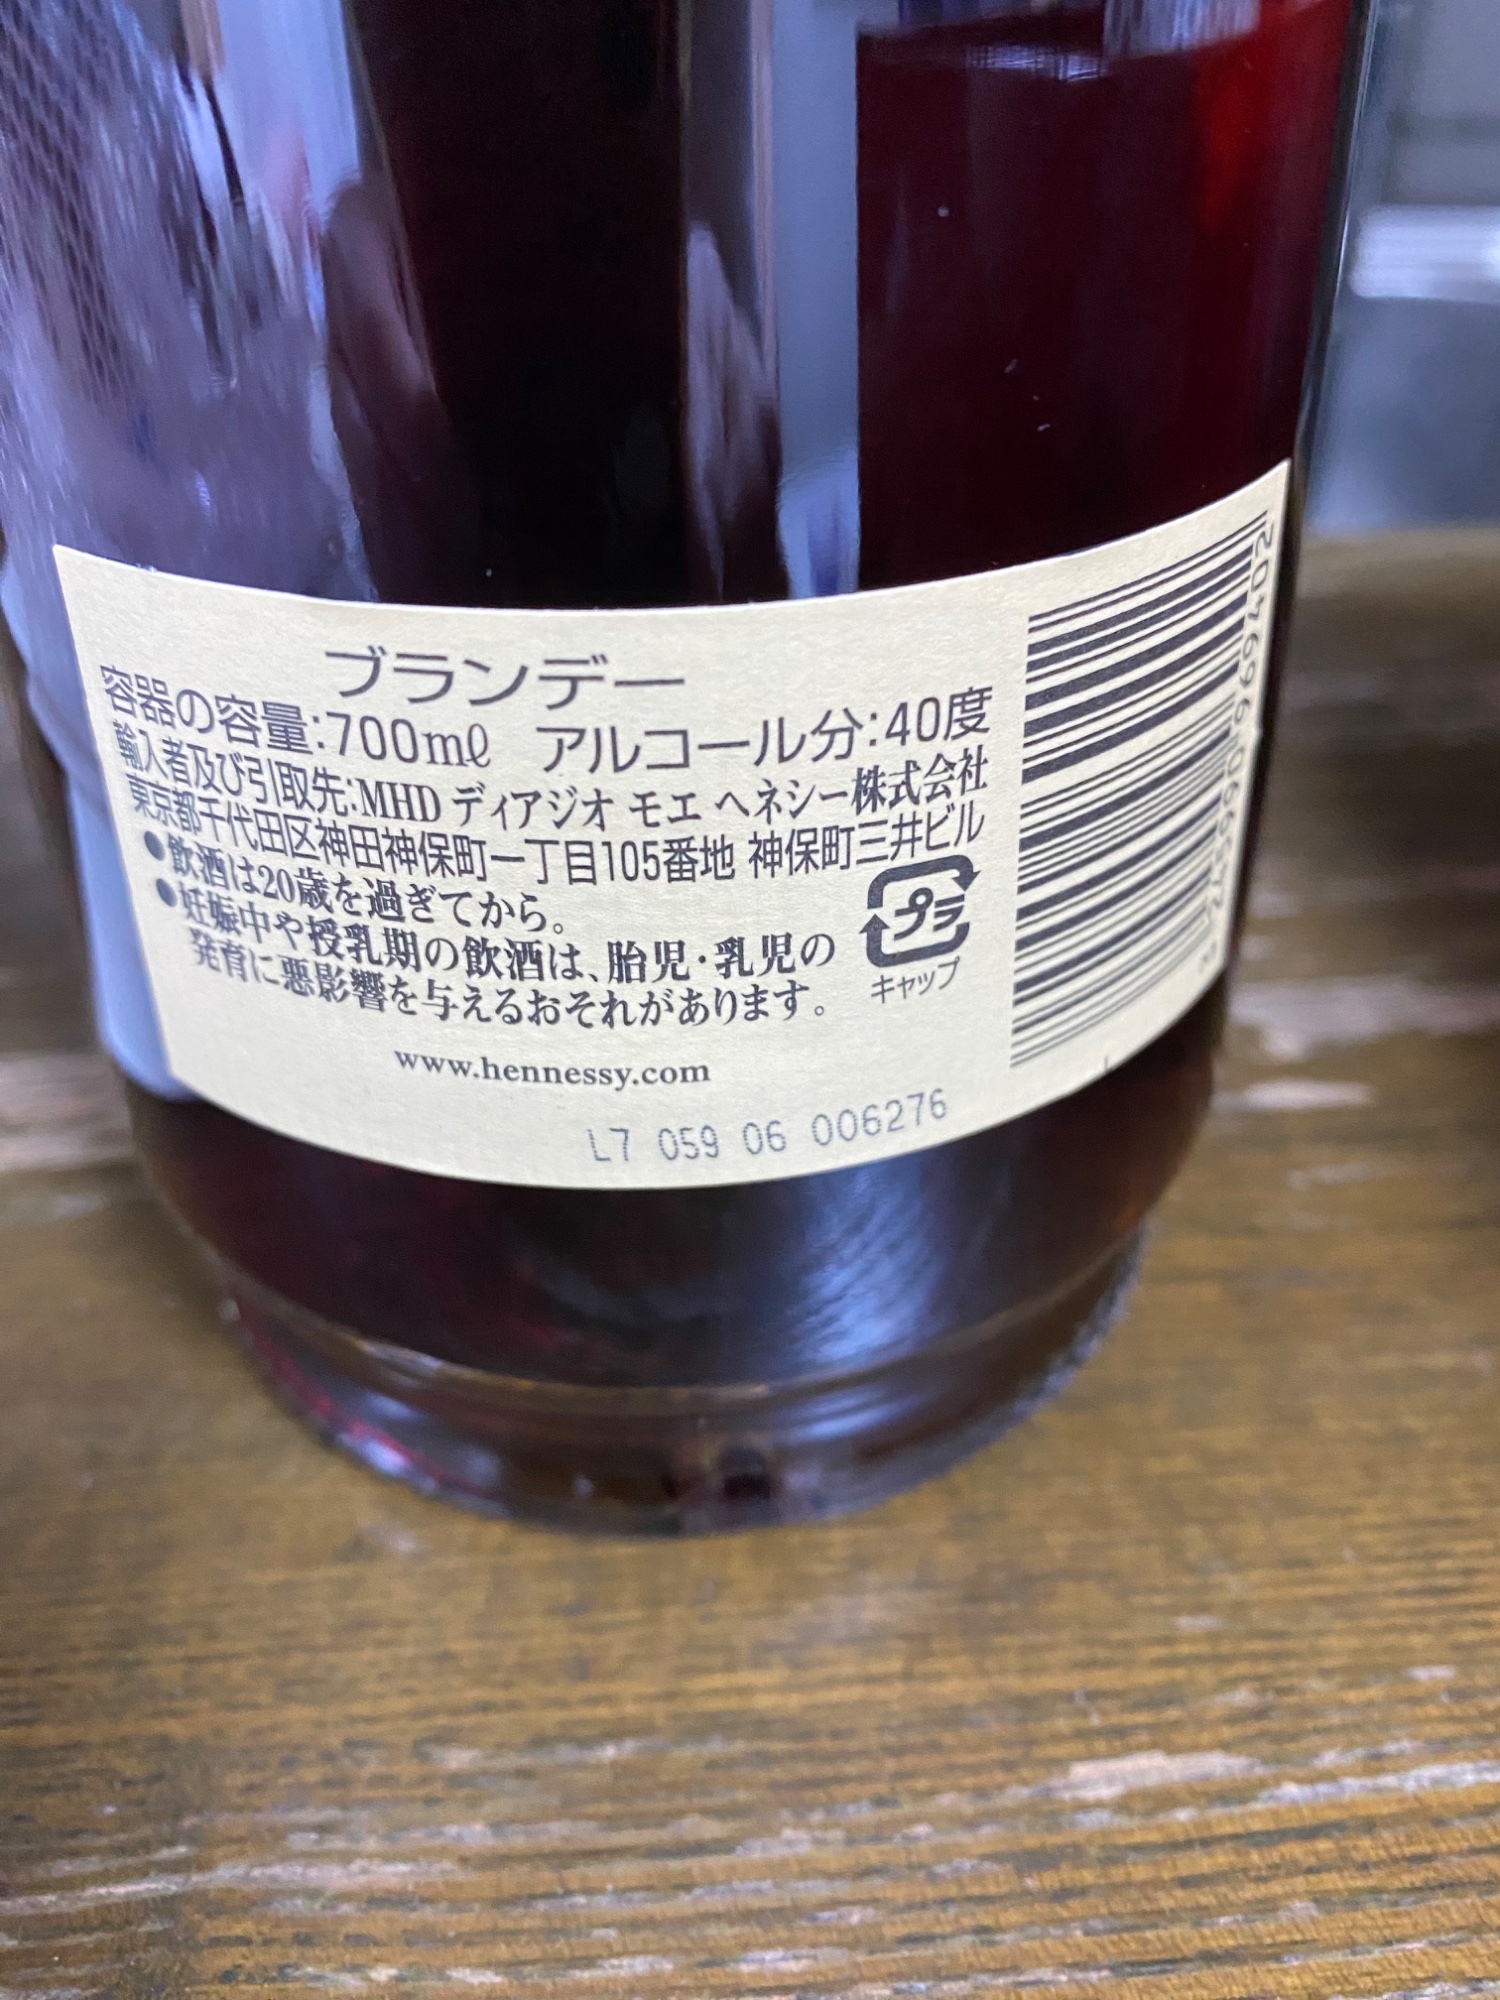 ブランデー
容器の容量:700mℓ アルコール分:40度
輸入者及び引取先:MHD ディアジオ モエ ヘネシー株式会社
東京都千代田区神田神保町一丁目105番地 神保町三井ビル
●飲酒は20歳を過ぎてから。
●妊娠中や授乳期の飲酒は、胎児・乳児の
発育に悪影響を与えるおそれがあります。
プラ
キャップ
www.hennessy.com
L7 059 06 006276